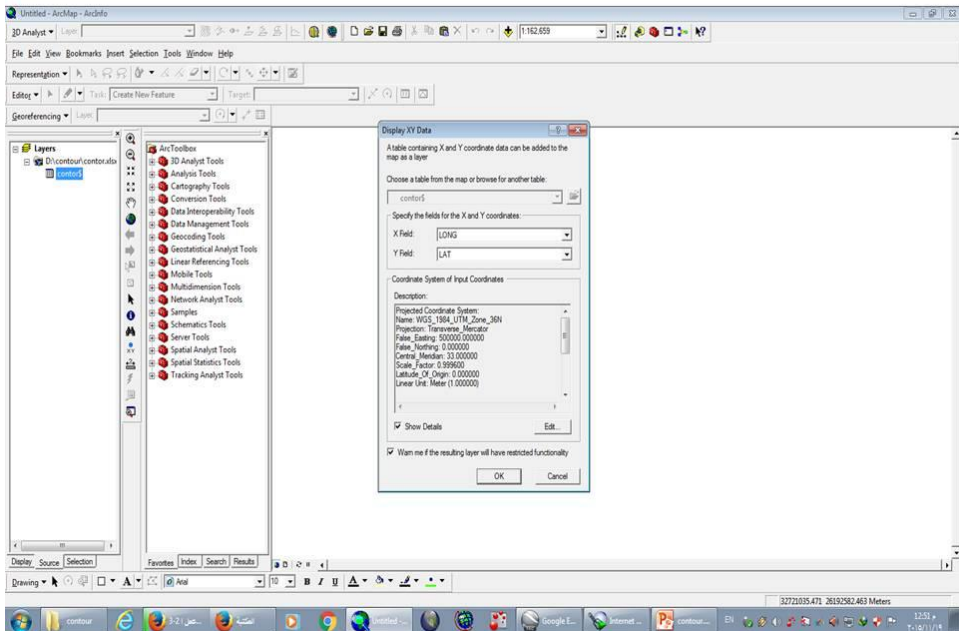 Untitled - ArcMap - ArcInfo
3D Analyst Layer:
1:162,659
File Edit View Bookmarks Insert Selection Tools Window Help
Representation
Editor Task: Create New Feature Target:
Georeferencing Layer:
Layers
D:\contour\contor.xlsx
contor$
ArcToolbox
3D Analyst Tools
Analysis Tools
Cartography Tools
Conversion Tools
Data Interoperability Tools
Data Management Tools
Geocoding Tools
Geostatistical Analyst Tools
Linear Referencing Tools
Mobile Tools
Multidimension Tools
Network Analyst Tools
Samples
Schematics Tools
Server Tools
Spatial Analyst Tools
Spatial Statistics Tools
Tracking Analyst Tools
Display XY Data
A table containing X and Y coordinate data can be added to the
map as a layer
Choose a table from the map or browse for another table:
contor$
Specify the fields for the X and Y coordinates:
X Field: LONG
Y Field: LAT
Coordinate System of Input Coordinates
Description:
Projected Coordinate System:
Name: WGS_1984_UTM_Zone_36N
Projection: Transverse_Mercator
False_Easting: 500000.000000
False_Northing: 0.000000
Central_Meridian: 33.000000
Scale_Factor: 0.999600
Latitude_Of_Origin: 0.000000
Linear Unit: Meter (1.000000)
Show Details Edit...
Warn me if the resulting layer will have restricted functionality
OK Cancel
Display Source Selection
Favorites Index Search Results
Drawing A Arial 10 B I U A
32721035.471 26192582.463 Meters
contour Untitled -... Google E... Internet ... contour... EN 12:51 م